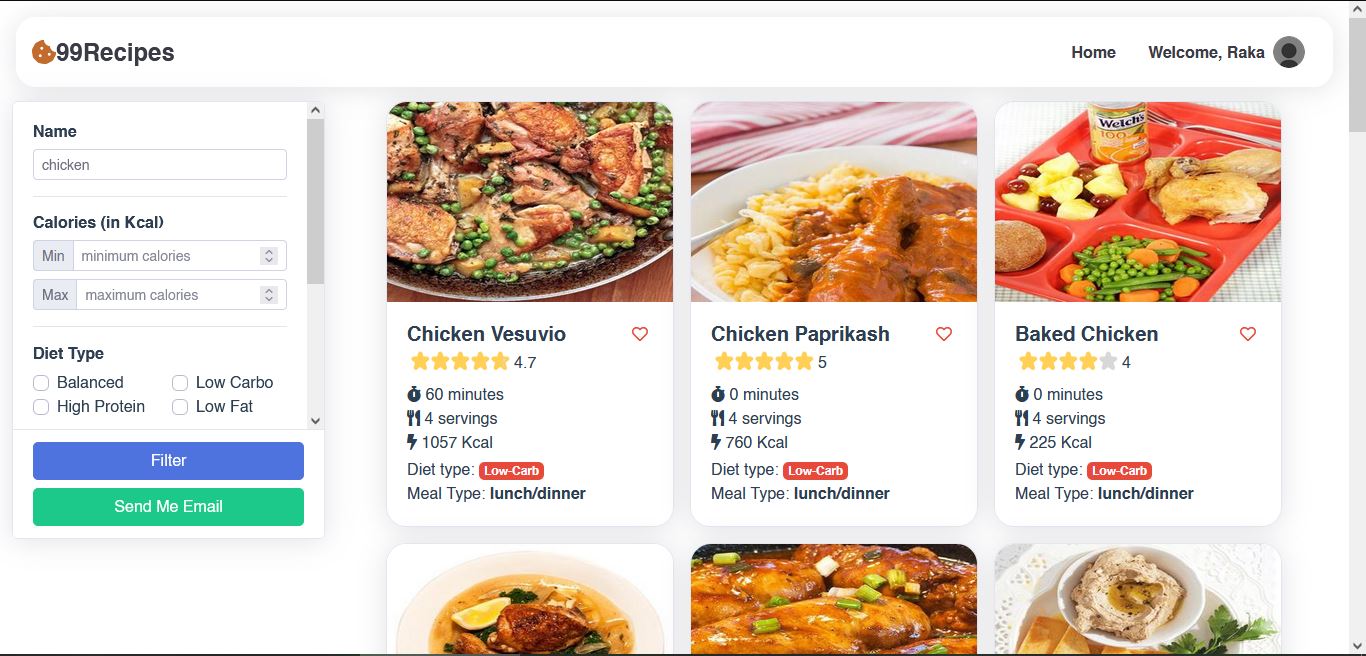 99Recipes
Home
Welcome, Raka
Name
chicken
Calories (in Kcal)
Min minimum calories
Max maximum calories
Diet Type
Balanced
Low Carbo
High Protein
Low Fat
Filter
Send Me Email
Chicken Vesuvio
4.7
60 minutes
4 servings
1057 Kcal
Diet type: Low-Carb
Meal Type: lunch/dinner
Chicken Paprikash
5
0 minutes
4 servings
760 Kcal
Diet type: Low-Carb
Meal Type: lunch/dinner
Welch's
100
Baked Chicken
4
0 minutes
4 servings
225 Kcal
Diet type: Low-Carb
Meal Type: lunch/dinner